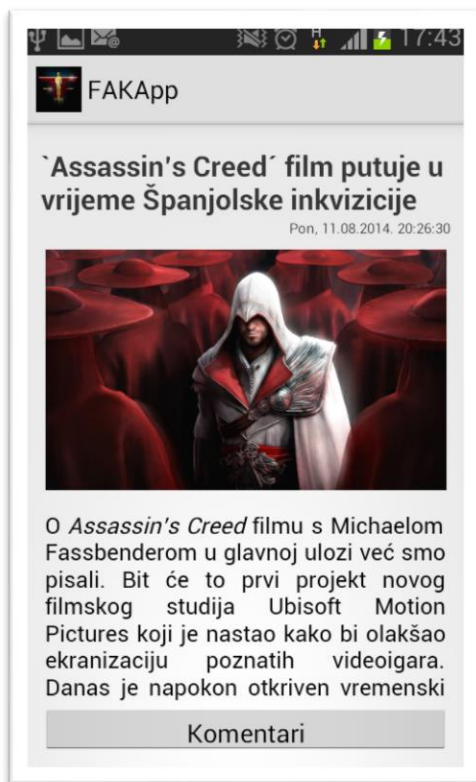 H 17:43
FAKApp
`Assassin's Creed´ film putuje u
vrijeme Španjolske inkvizicije
Pon, 11.08.2014. 20:26:30
O Assassin's Creed filmu s Michaelom
Fassbenderom u glavnoj ulozi već smo
pisali. Bit će to prvi projekt novog
filmskog studija Ubisoft Motion
Pictures koji je nastao kako bi olakšao
ekranizaciju poznatih videoigara.
Danas je napokon otkriven vremenski
Komentari